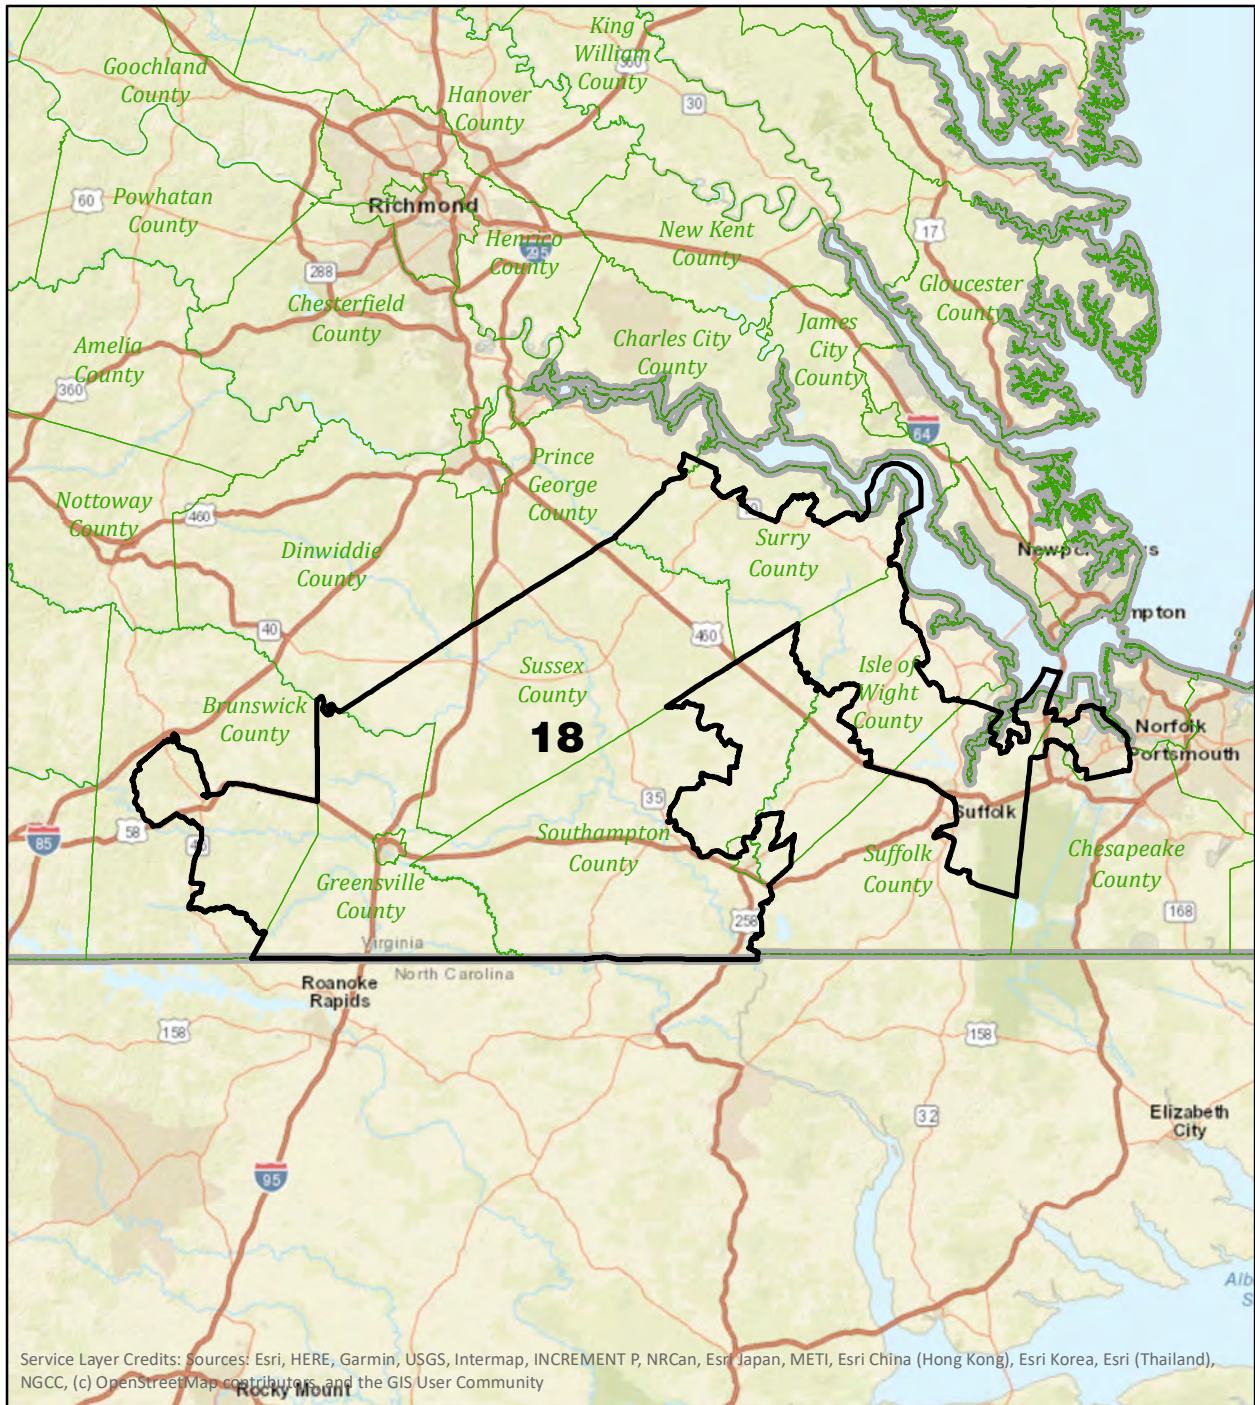 King
William
County
Goochland
County
360
Hanover
County
30
60
Powhatan
County
Richmond
New Kent
County
17
Henrico
County
295
288
Gloucester
County
Chesterfield
County
James
City
County
Charles City
County
Amelia
County
360
64
Prince
George
County
Nottoway
County
460
10
Surry
County
Dinwiddie
County
40
460
Sussex
County
Isle of
Wight
County
Brunswick
County
18
Norfolk
Portsmouth
35
Suffolk
58
85
Southampton
County
Suffolk
County
Chesapeake
County
Greensville
County
258
168
Virginia
North Carolina
Roanoke
Rapids
158
158
32
Elizabeth
City
95
Service Layer Credits: Sources: Esri, HERE, Garmin, USGS, Intermap, INCREMENT P, NRCan, Esri Japan, METI, Esri China (Hong Kong), Esri Korea, Esri (Thailand),
NGCC, (c) OpenStreetMap contributors, and the GIS User Community
Rocky Mount